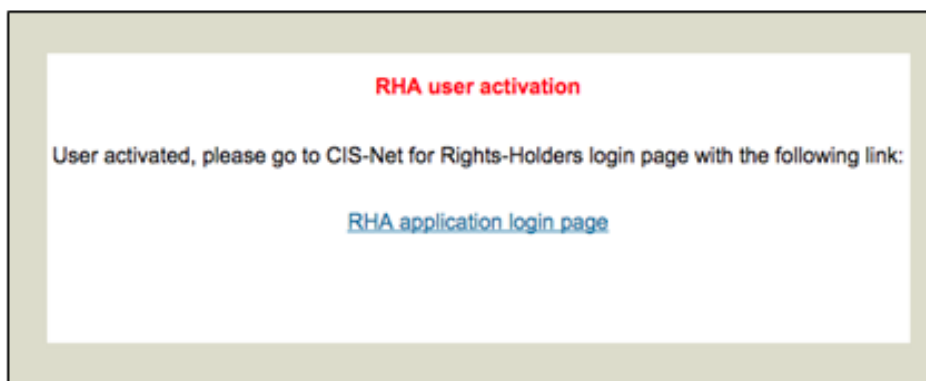 RHA user activation
User activated, please go to CIS-Net for Rights-Holders login page with the following link:
RHA application login page